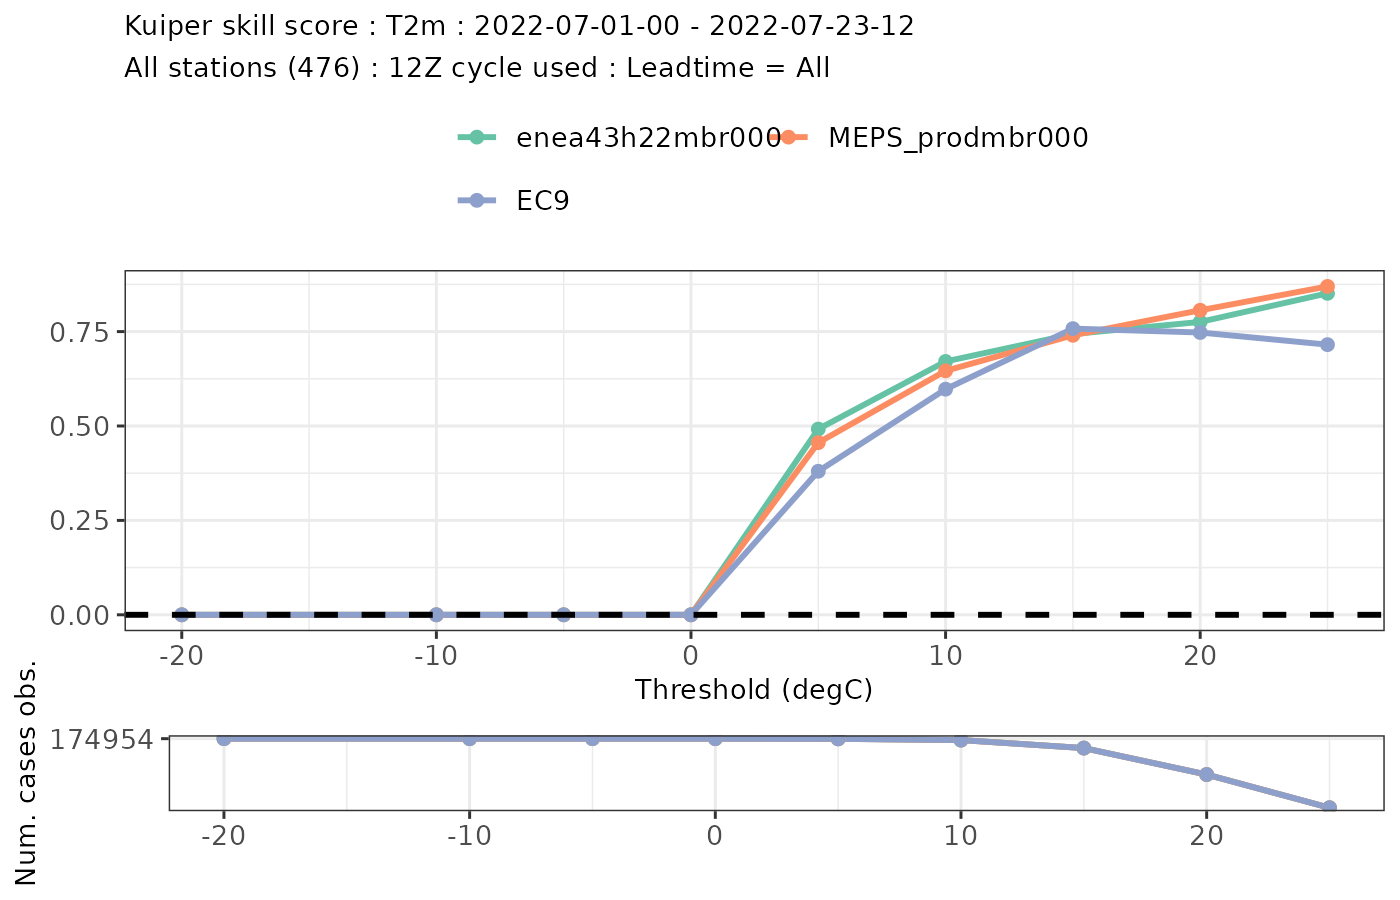 Kuiper skill score : T2m : 2022-07-01-00 - 2022-07-23-12
All stations (476) : 12Z cycle used : Leadtime = All
enea43h22mbr000 MEPS_prodmbr000
EC9
0.75
0.50
0.25
0.00
-20 -10 0 10 20
Threshold (degC)
Num. cases obs.
174954
-20 -10 0 10 20